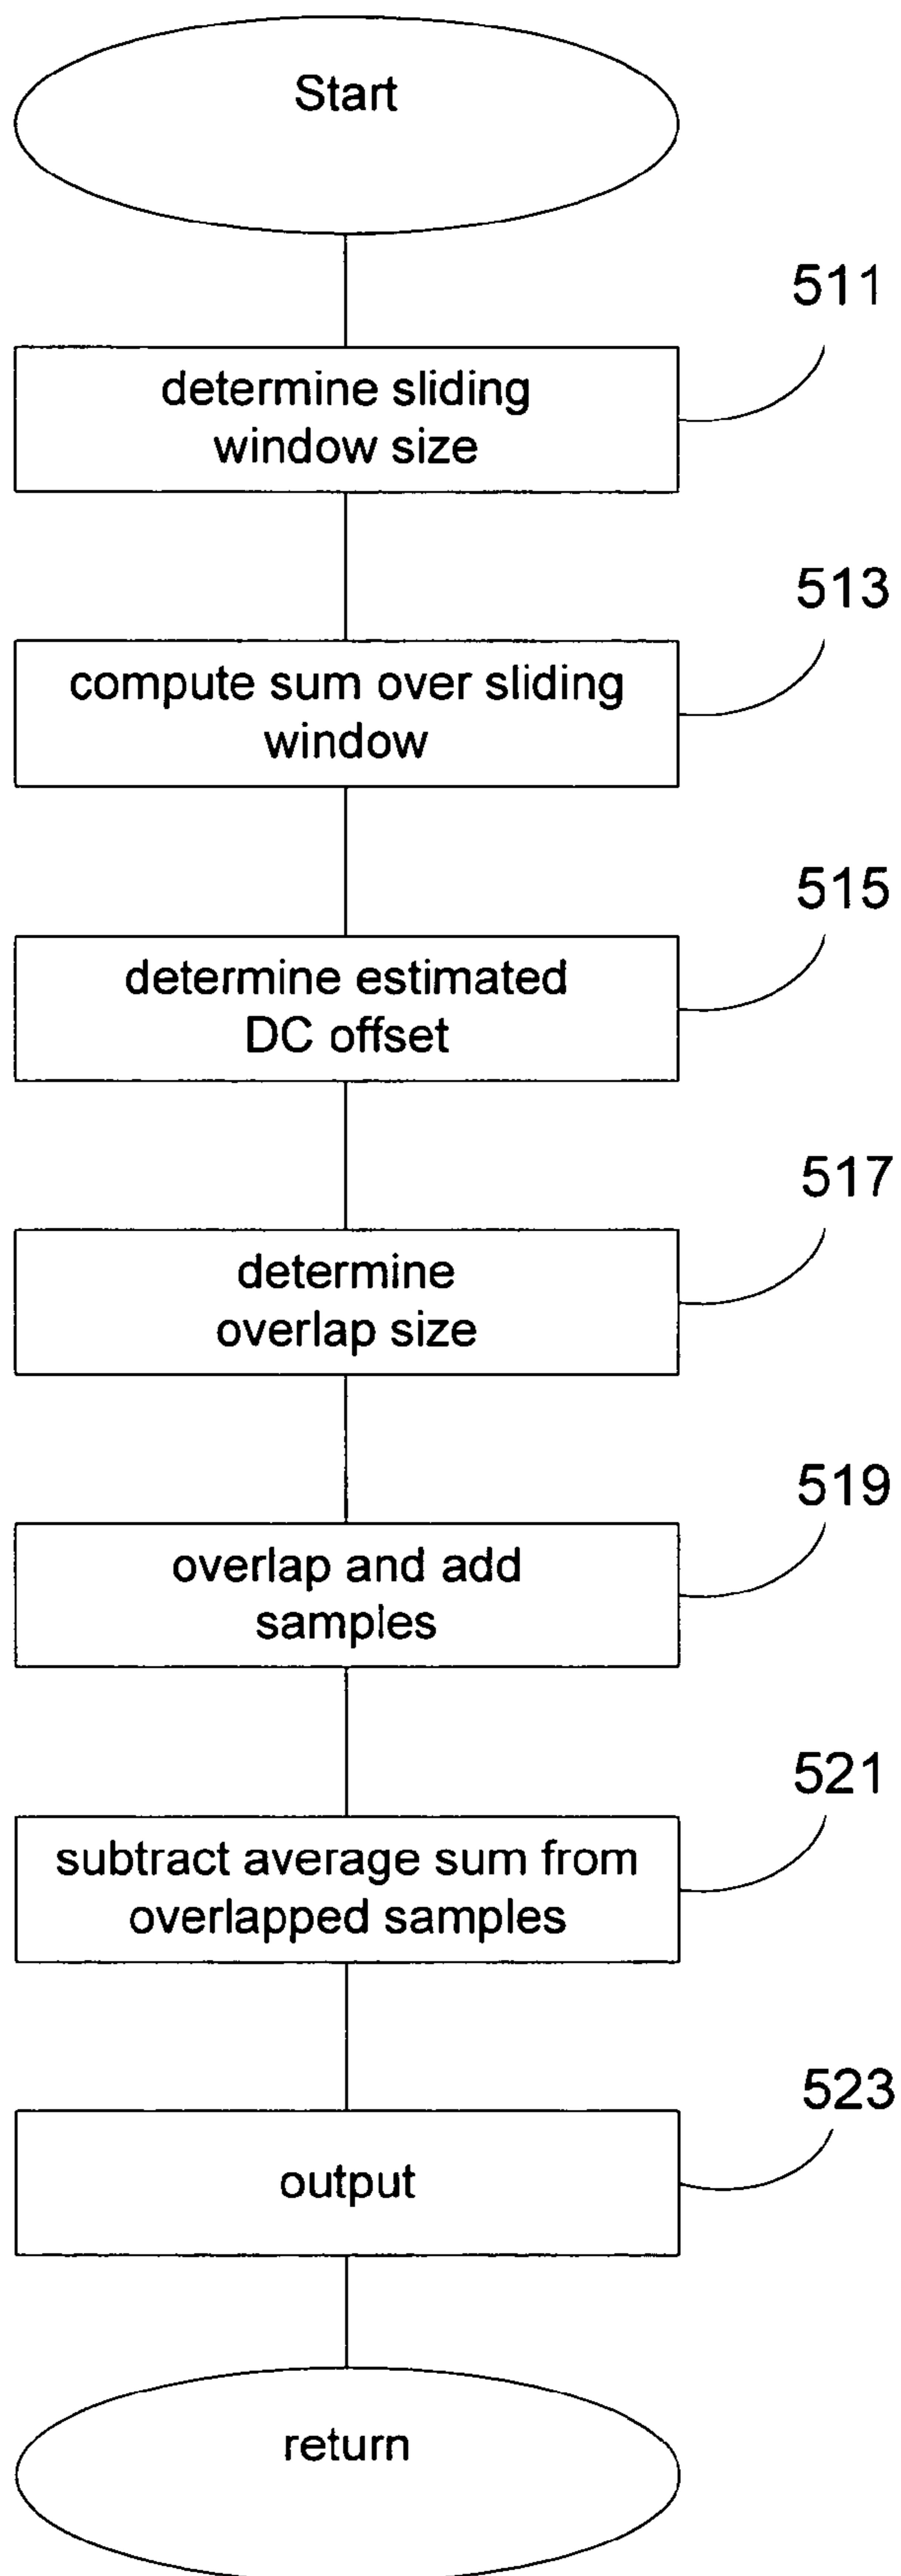 Start
511
determine sliding
window size
513
compute sum over sliding
window
515
determine estimated
DC offset
517
determine
overlap size
519
overlap and add
samples
521
subtract average sum from
overlapped samples
523
output
return